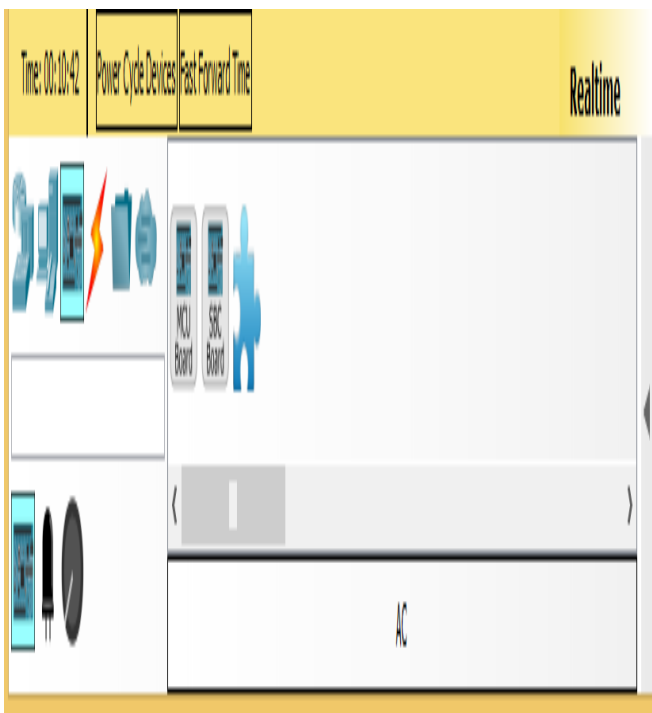 Time: 00:10:42
Power Cycle Devices
Fast Forward Time
Realtime
MCU
Board
SBC
Board
AC